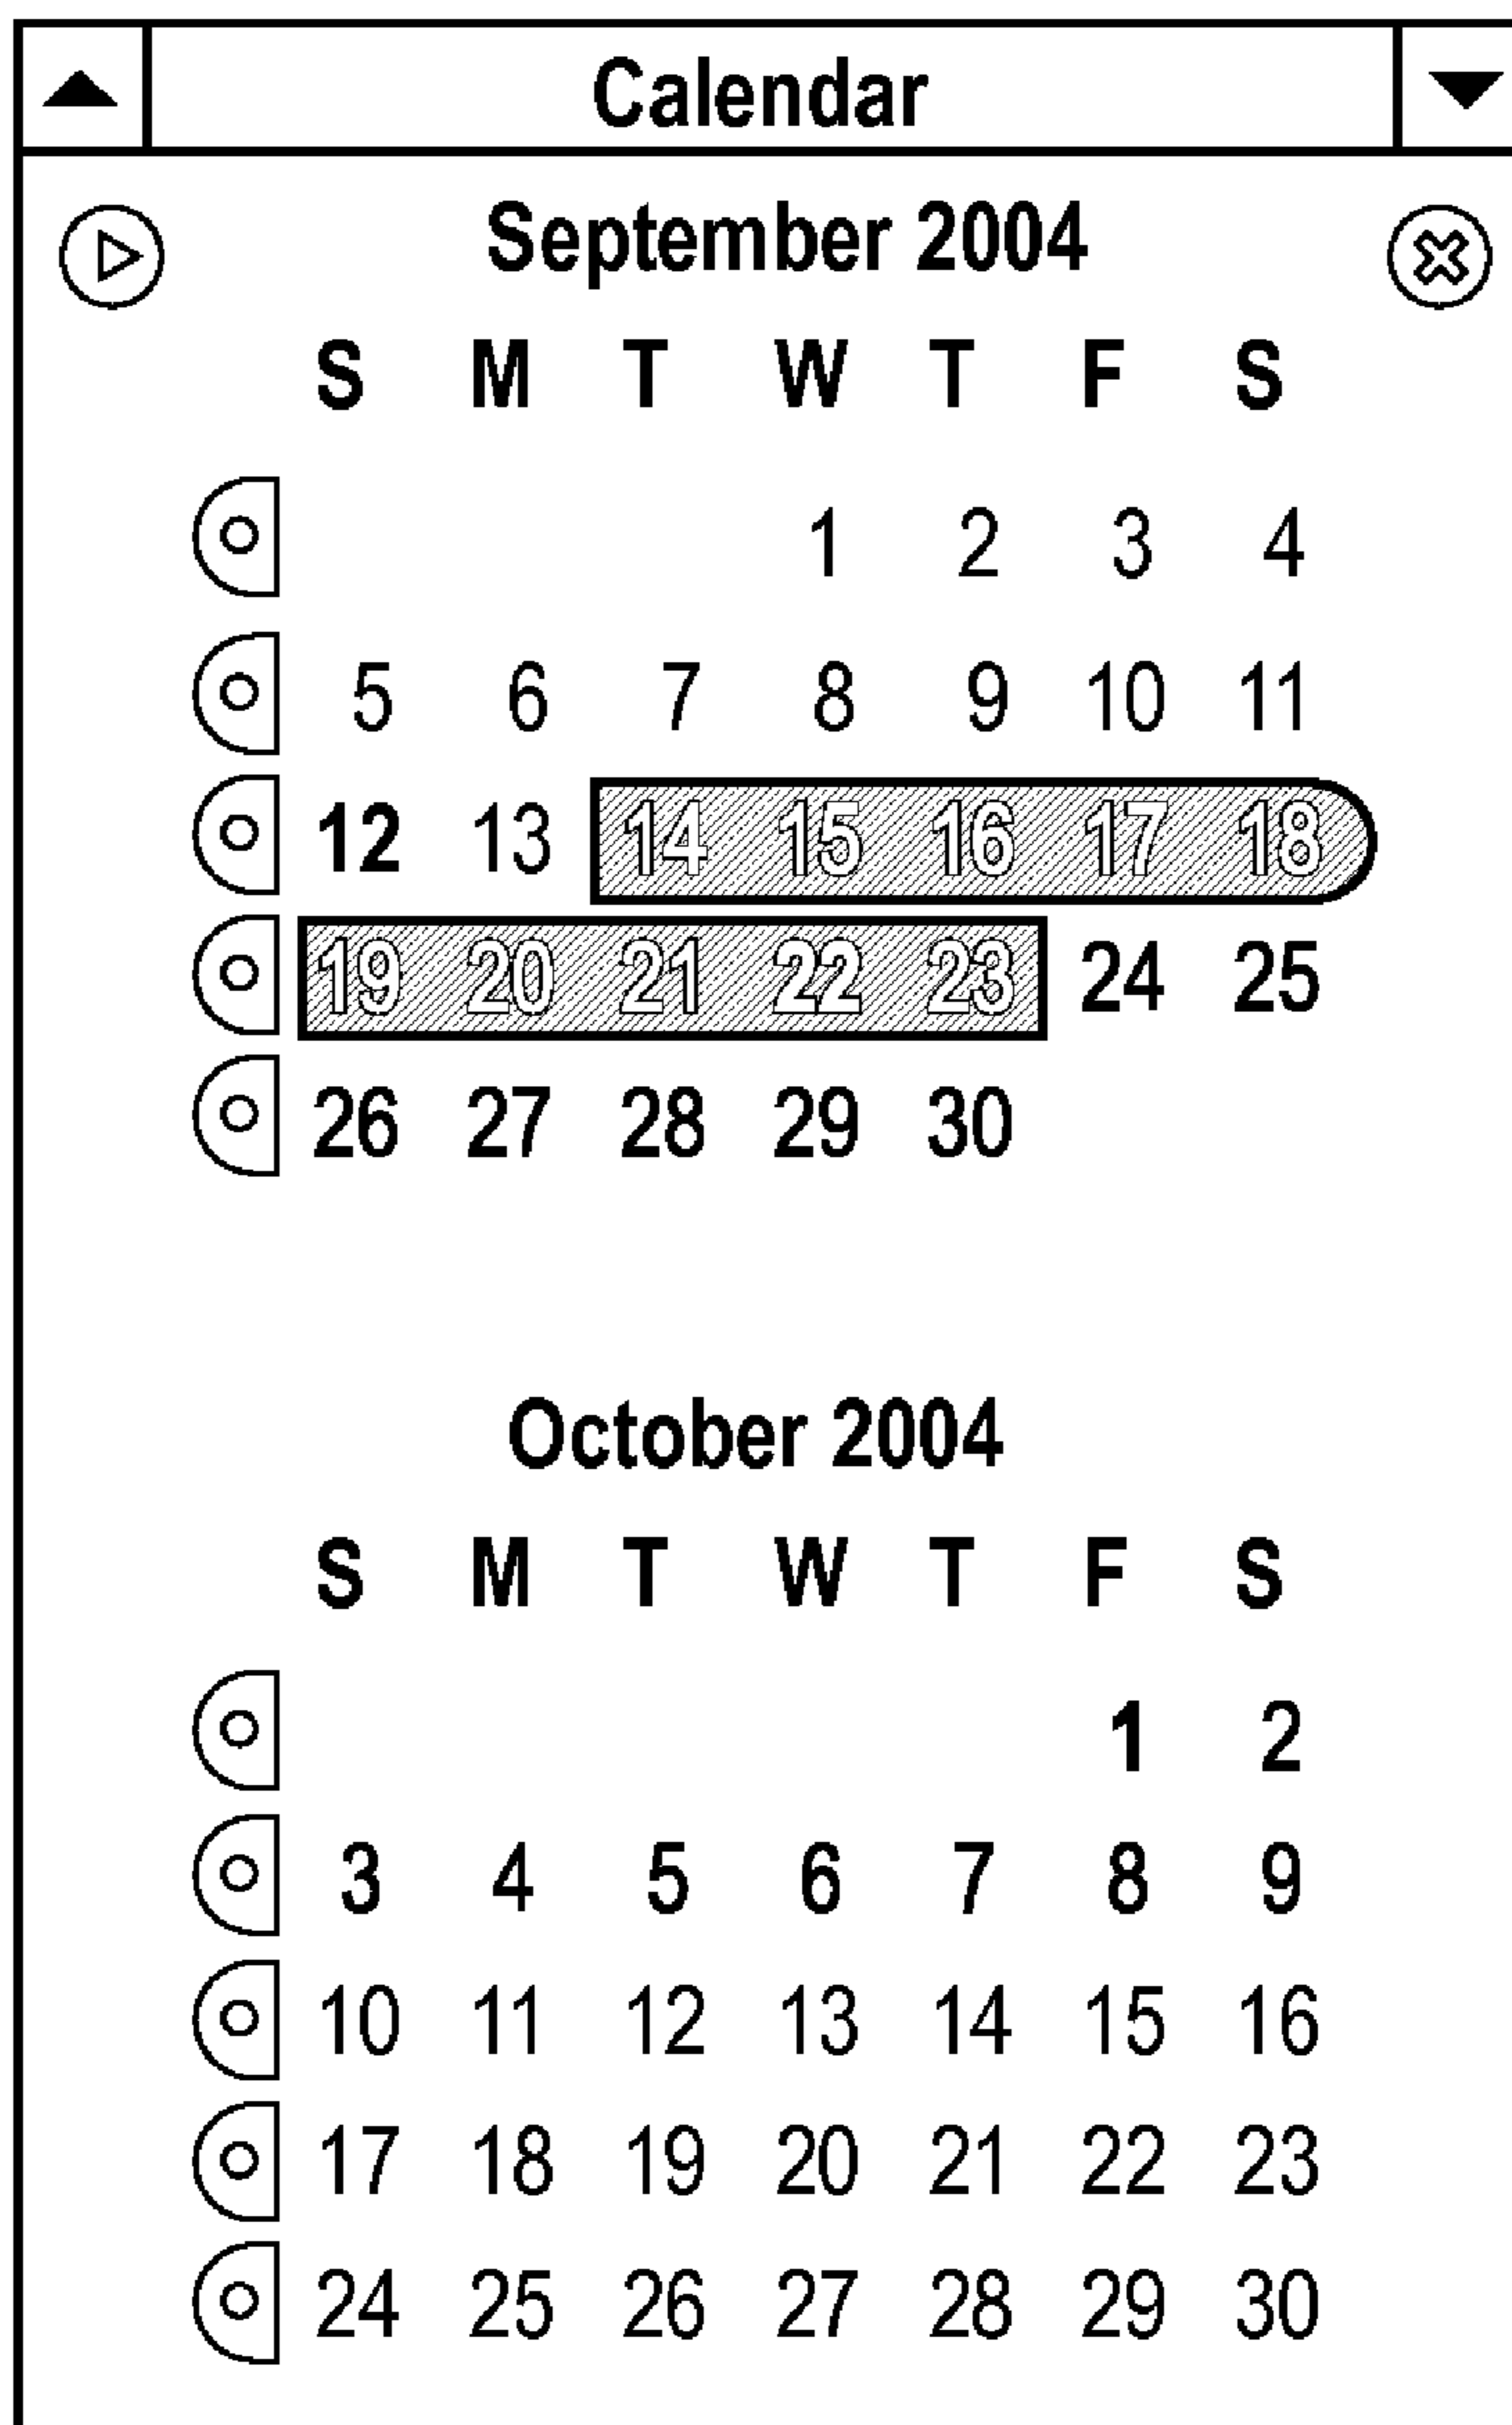 Calendar
September 2004
S M T W T F S
1 2 3 4
5 6 7 8 9 10 11
12 13 14 15 16 17 18
19 20 21 22 23 24 25
26 27 28 29 30
October 2004
S M T W T F S
1 2
3 4 5 6 7 8 9
10 11 12 13 14 15 16
17 18 19 20 21 22 23
24 25 26 27 28 29 30